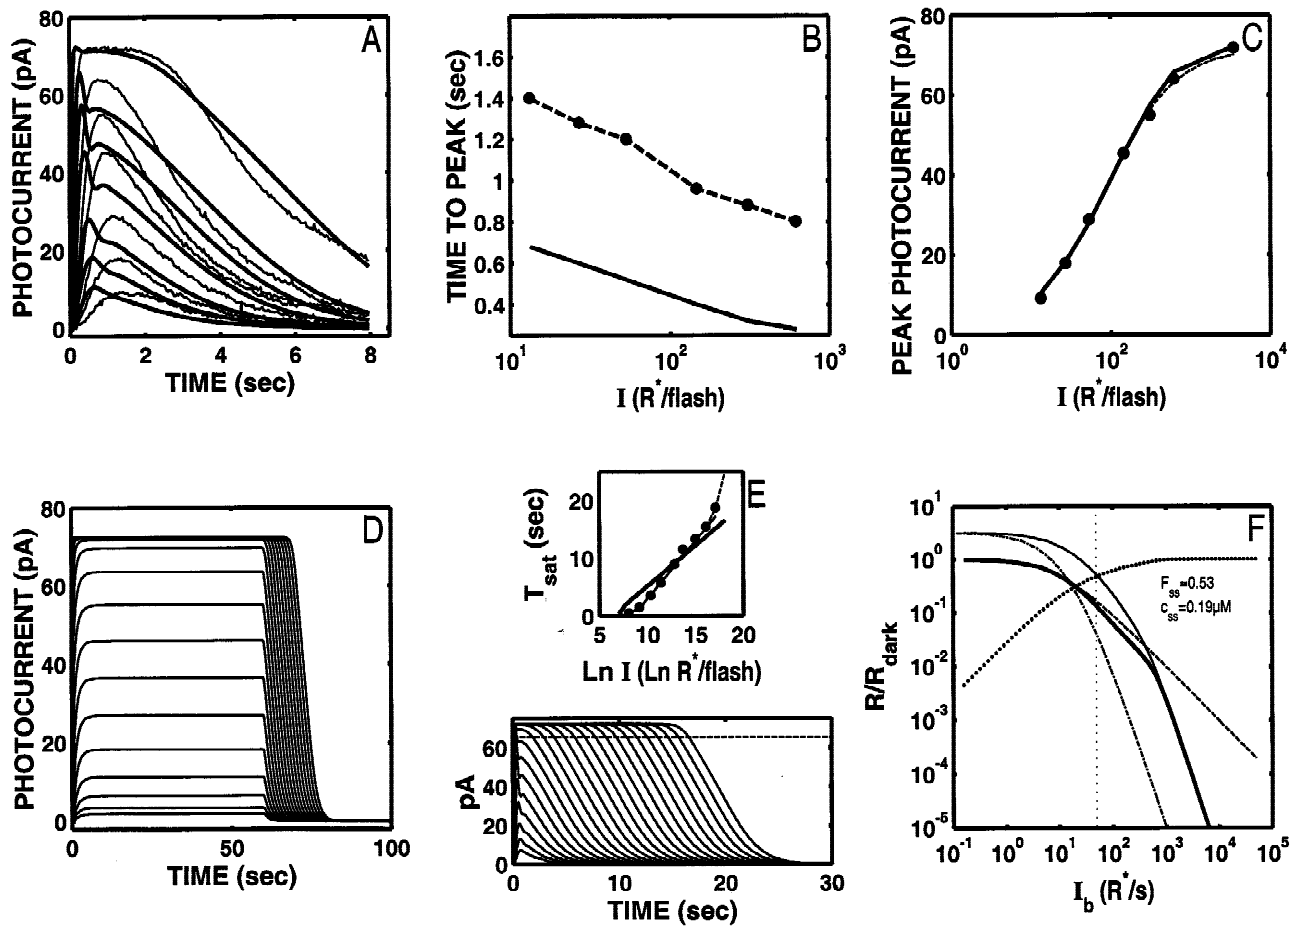 A
PHOTOCURRENT (pA)
80
60
40
20
0
0 2 4 6 8
TIME (sec)
B
TIME TO PEAK (sec)
1.6
1.4
1.2
1
0.8
0.6
0.4
10^1 10^2 10^3
I (R*/flash)
C
PEAK PHOTOCURRENT (pA)
80
60
40
20
0
10^0 10^2 10^4
I (R*/flash)
D
PHOTOCURRENT (pA)
80
60
40
20
0
0 50 100
TIME (sec)
E
T_sat (sec)
20
10
0
5 10 15 20
Ln I (Ln R*/flash)
pA
60
40
20
0
0 10 20 30
TIME (sec)
F
R/R_dark
10^1
10^0
10^-1
10^-2
10^-3
10^-4
10^-5
F_ss=0.53
c_ss=0.19µM
10^-1 10^0 10^1 10^2 10^3 10^4 10^5
I_b (R*/s)